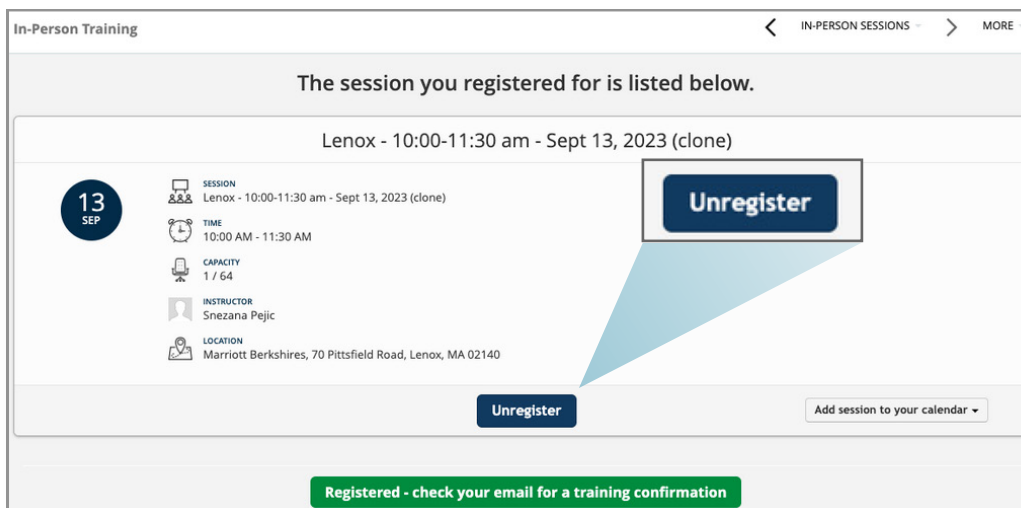 In-Person Training
IN-PERSON SESSIONS
MORE
The session you registered for is listed below.
Lenox - 10:00-11:30 am - Sept 13, 2023 (clone)
13
SEP
SESSION
Lenox - 10:00-11:30 am - Sept 13, 2023 (clone)
TIME
10:00 AM - 11:30 AM
CAPACITY
1 / 64
INSTRUCTOR
Snezana Pejic
LOCATION
Marriott Berkshires, 70 Pittsfield Road, Lenox, MA 02140
Unregister
Unregister
Add session to your calendar
Registered - check your email for a training confirmation